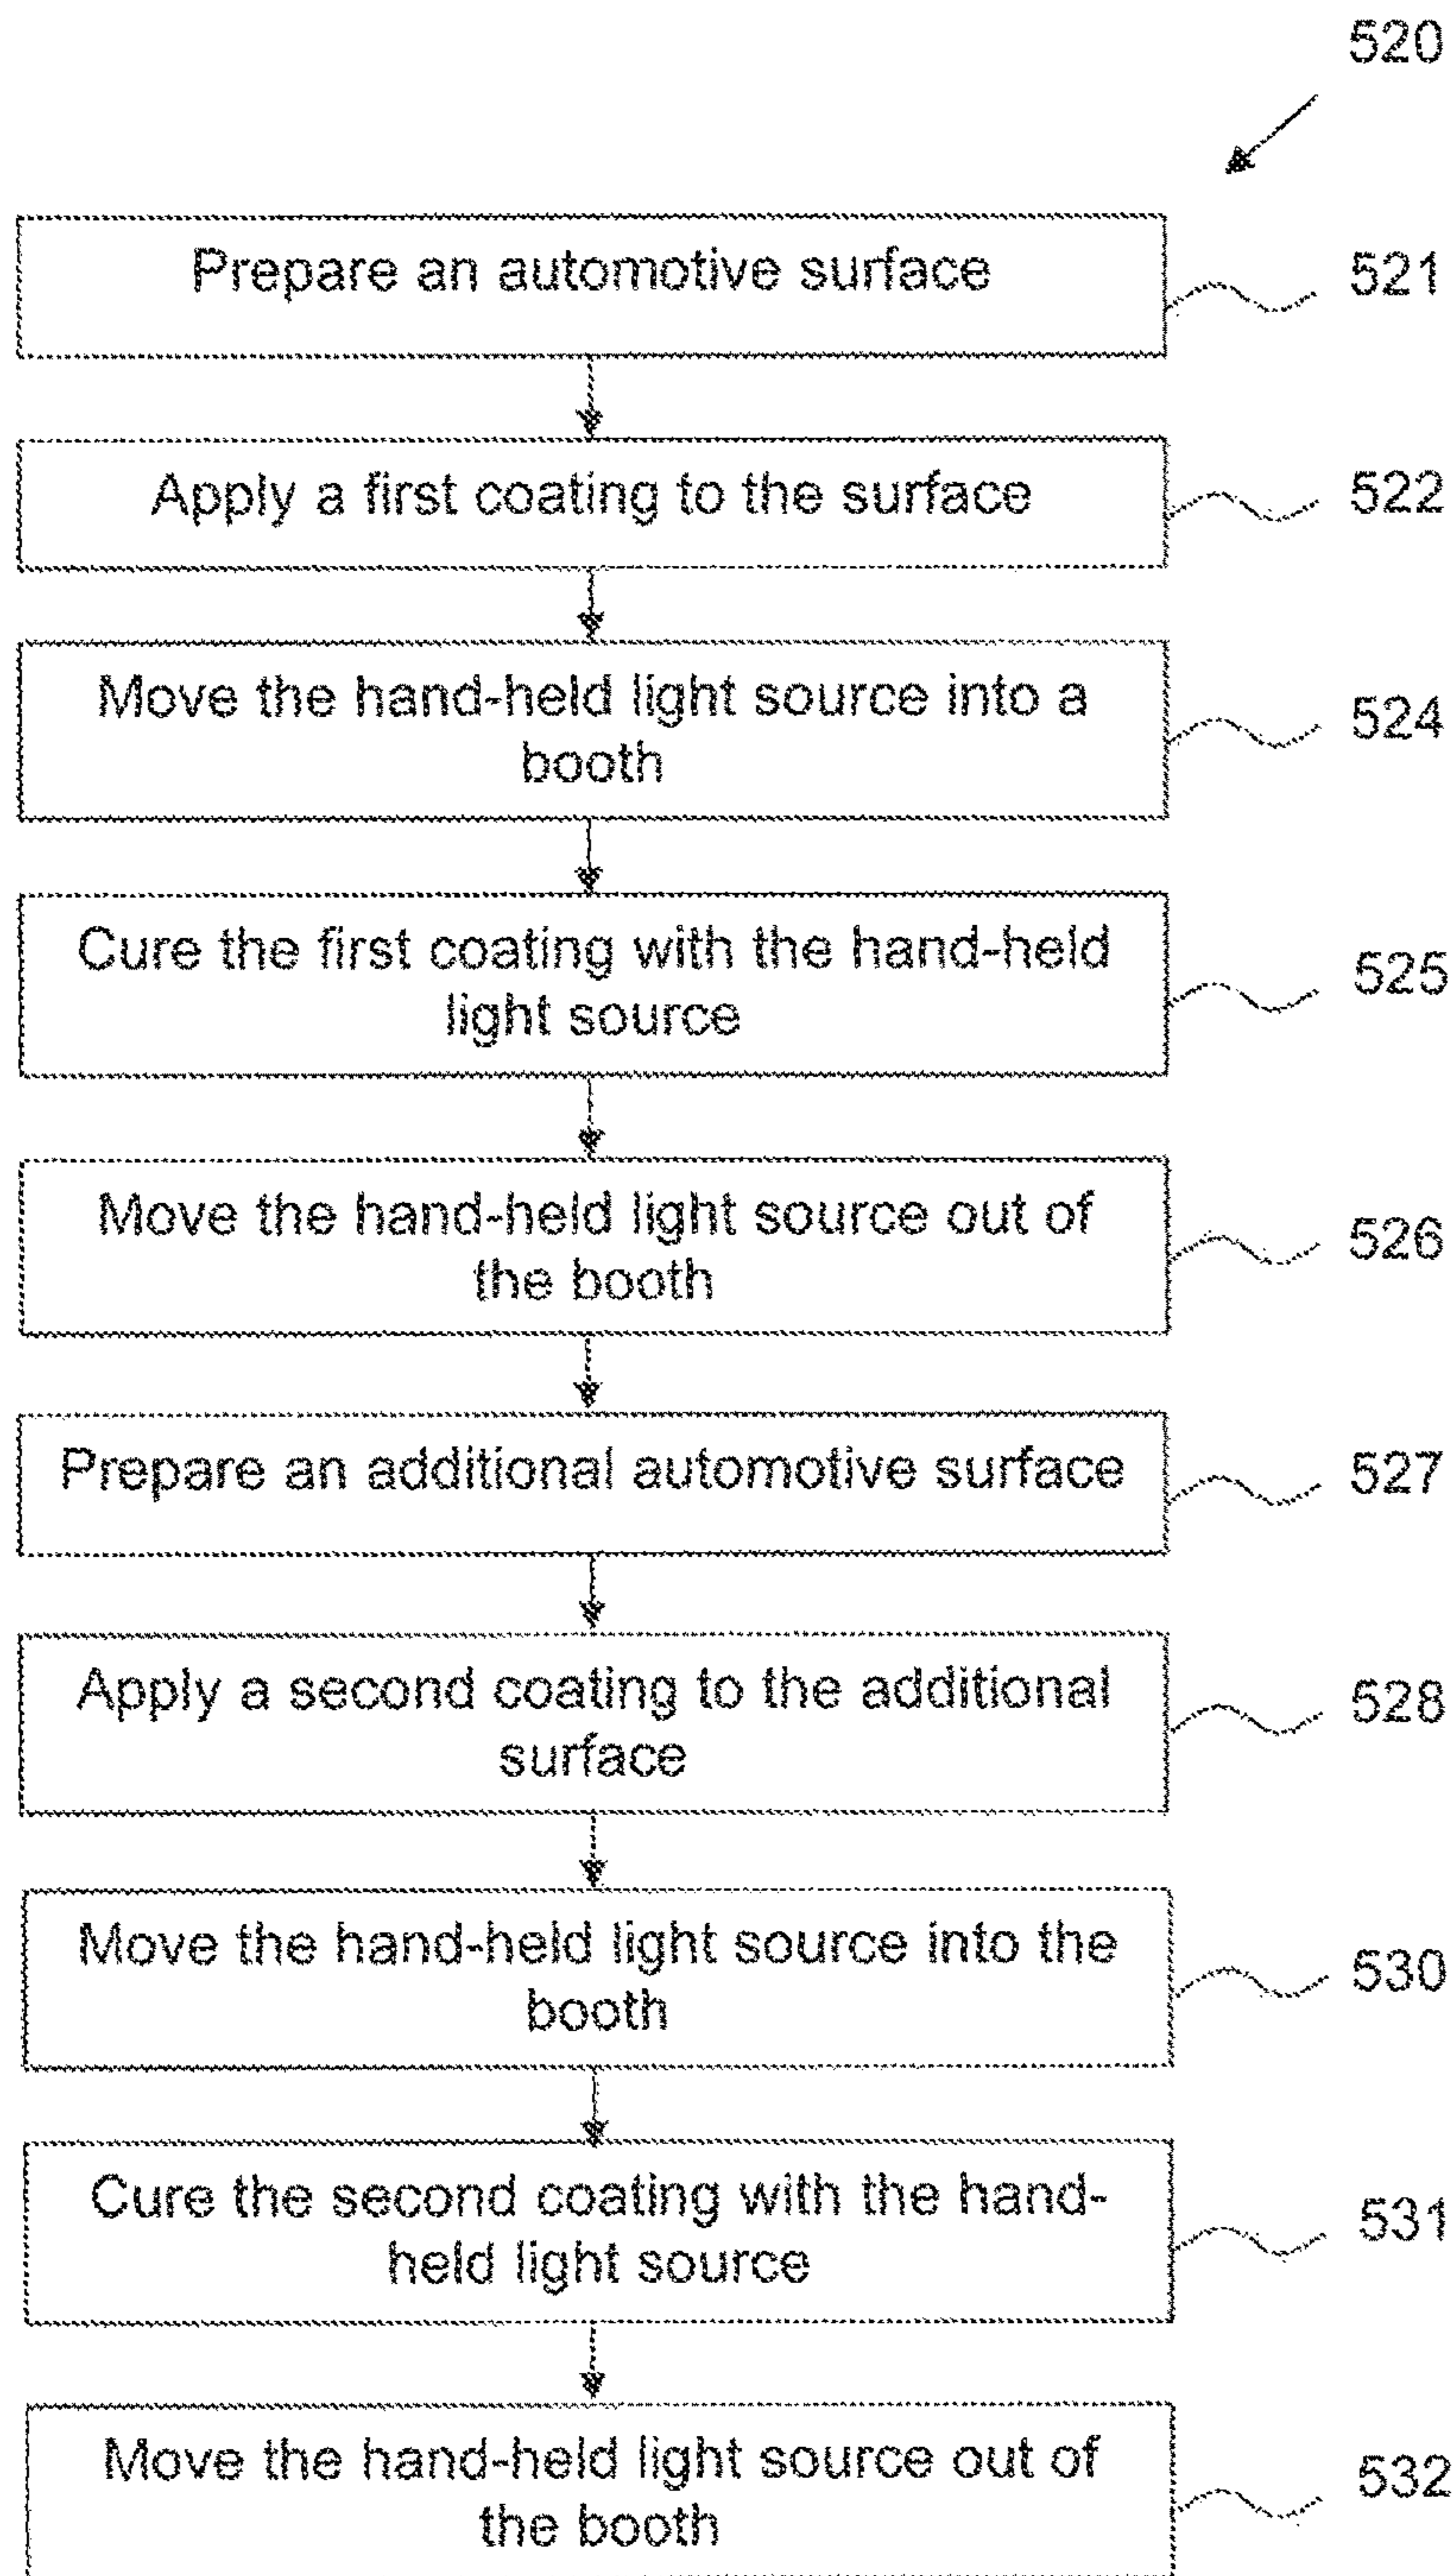 520
Prepare an automotive surface
521
Apply a first coating to the surface
522
Move the hand-held light source into a
booth
524
Cure the first coating with the hand-held
light source
525
Move the hand-held light source out of
the booth
526
Prepare an additional automotive surface
527
Apply a second coating to the additional
surface
528
Move the hand-held light source into the
booth
530
Cure the second coating with the hand-
held light source
531
Move the hand-held light source out of
the booth
532